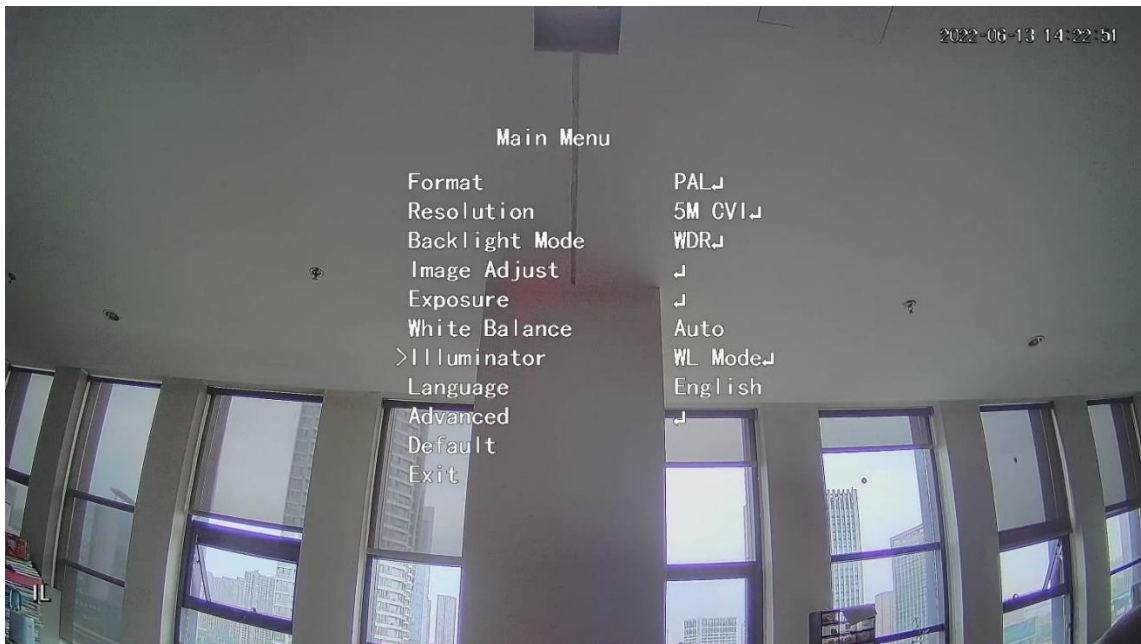 2022-06-13 14:22:51
Main Menu
Format PAL↲
Resolution 5M CVI↲
Backlight Mode WDR↲
Image Adjust ↲
Exposure ↲
White Balance Auto
>Illuminator WL Mode↲
Language English
Advanced ↲
Default
Exit
IL